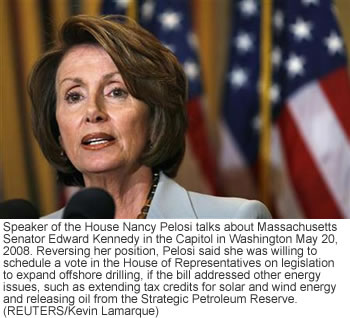 Speaker of the House Nancy Pelosi talks about Massachusetts
Senator Edward Kennedy in the Capitol in Washington May 20,
2008. Reversing her position, Pelosi said she was willing to
schedule a vote in the House of Representatives on legislation
to expand offshore drilling, if the bill addressed other energy
issues, such as extending tax credits for solar and wind energy
and releasing oil from the Strategic Petroleum Reserve.
(REUTERS/Kevin Lamarque)